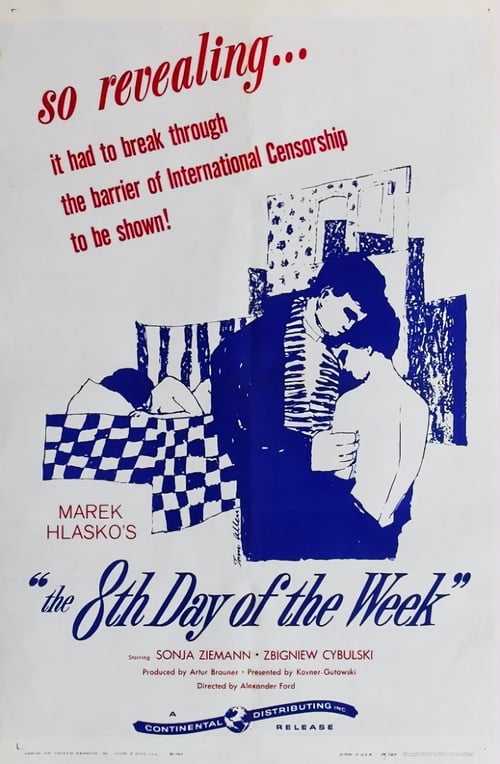 so revealing...
it had to break through
the barrier of International Censorship
to be shown!
Tom Allen
MAREK
HLASKO'S
"the 8th Day of the Week"
Starring SONJA ZIEMANN • ZBIGNIEW CYBULSKI
Produced by Artur Brauner • Presented by Kovner-Gutowski
Directed by Alexander Ford
A
CONTINENTAL DISTRIBUTING INC.
RELEASE